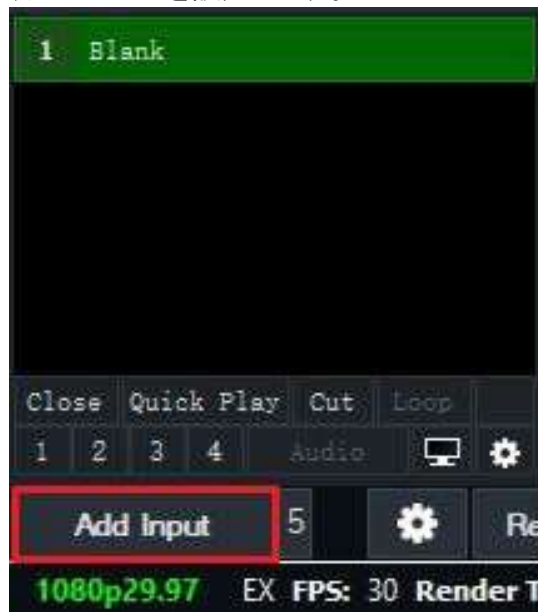 1 Blank
Close Quick Play Cut Loop
1 2 3 4 Audio
Add Input 5 Re
1080p29.97 EX FPS: 30 Render T